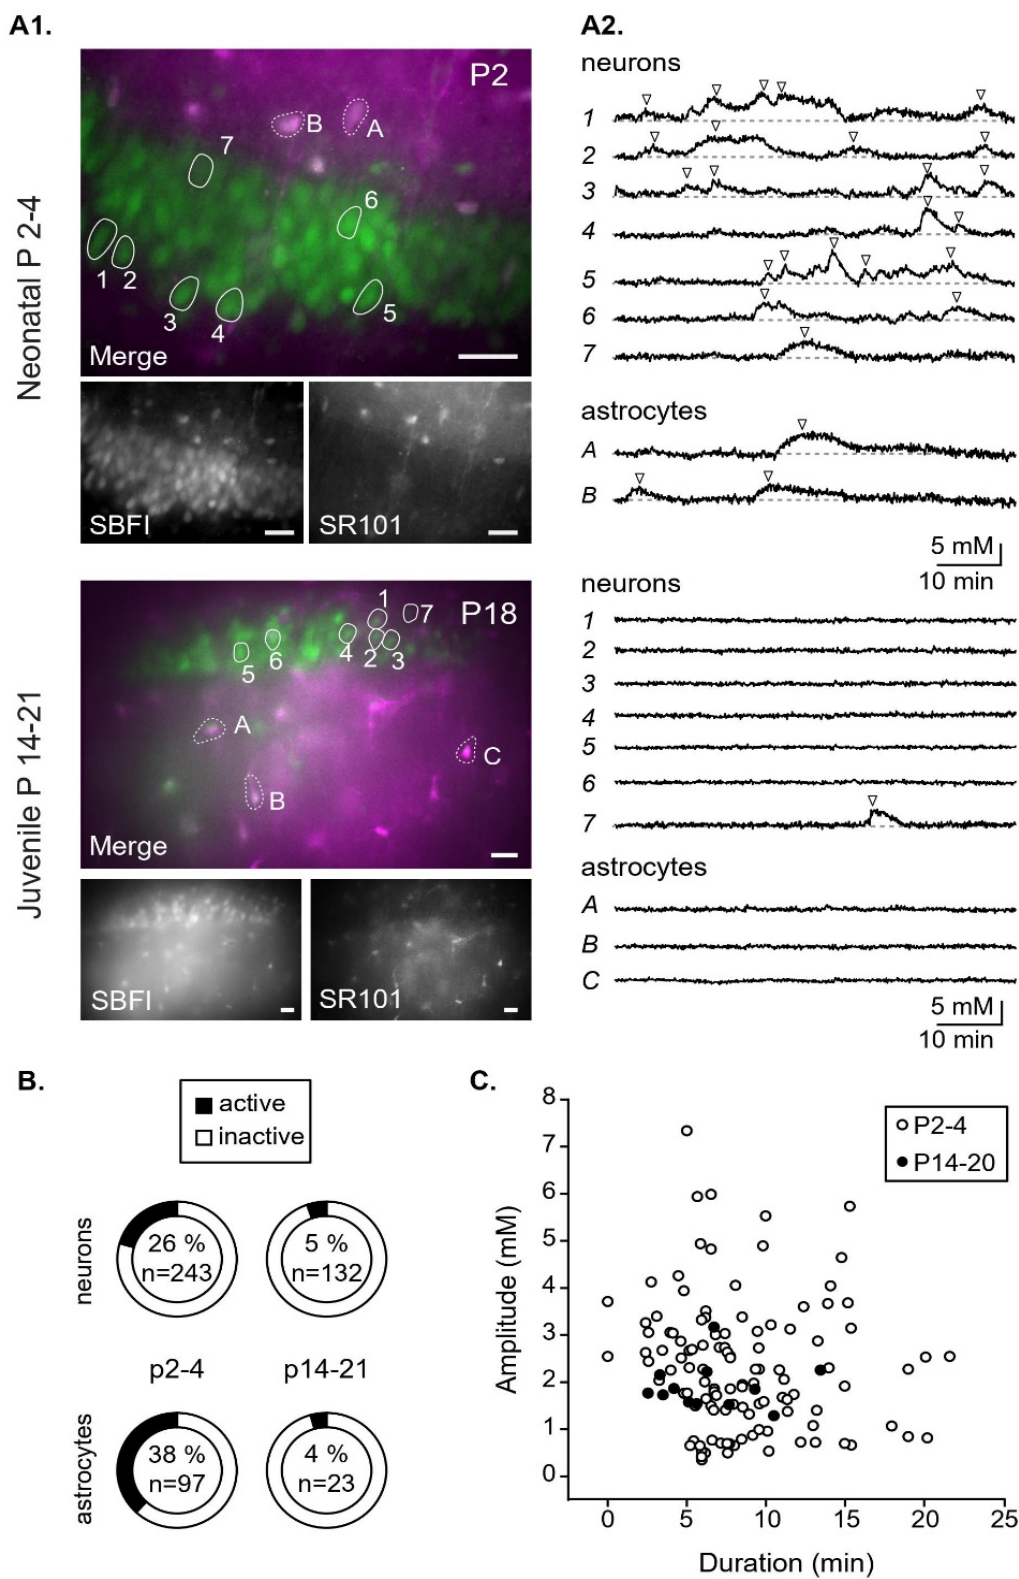 A1.
Neonatal P 2-4
P2
B
A
7
6
1
2
3
4
5
Merge
SBFI
SR101
Juvenile P 14-21
P18
1
7
5
6
4
2
3
A
B
C
Merge
SBFI
SR101
A2.
neurons
1
2
3
4
5
6
7
astrocytes
A
B
5 mM
10 min
neurons
1
2
3
4
5
6
7
astrocytes
A
B
C
5 mM
10 min
B.
active
inactive
neurons
26 %
n=243
5 %
n=132
p2-4
p14-21
astrocytes
38 %
n=97
4 %
n=23
C.
Amplitude (mM)
8
7
6
5
4
3
2
1
0
P2-4
P14-20
0
5
10
15
20
25
Duration (min)